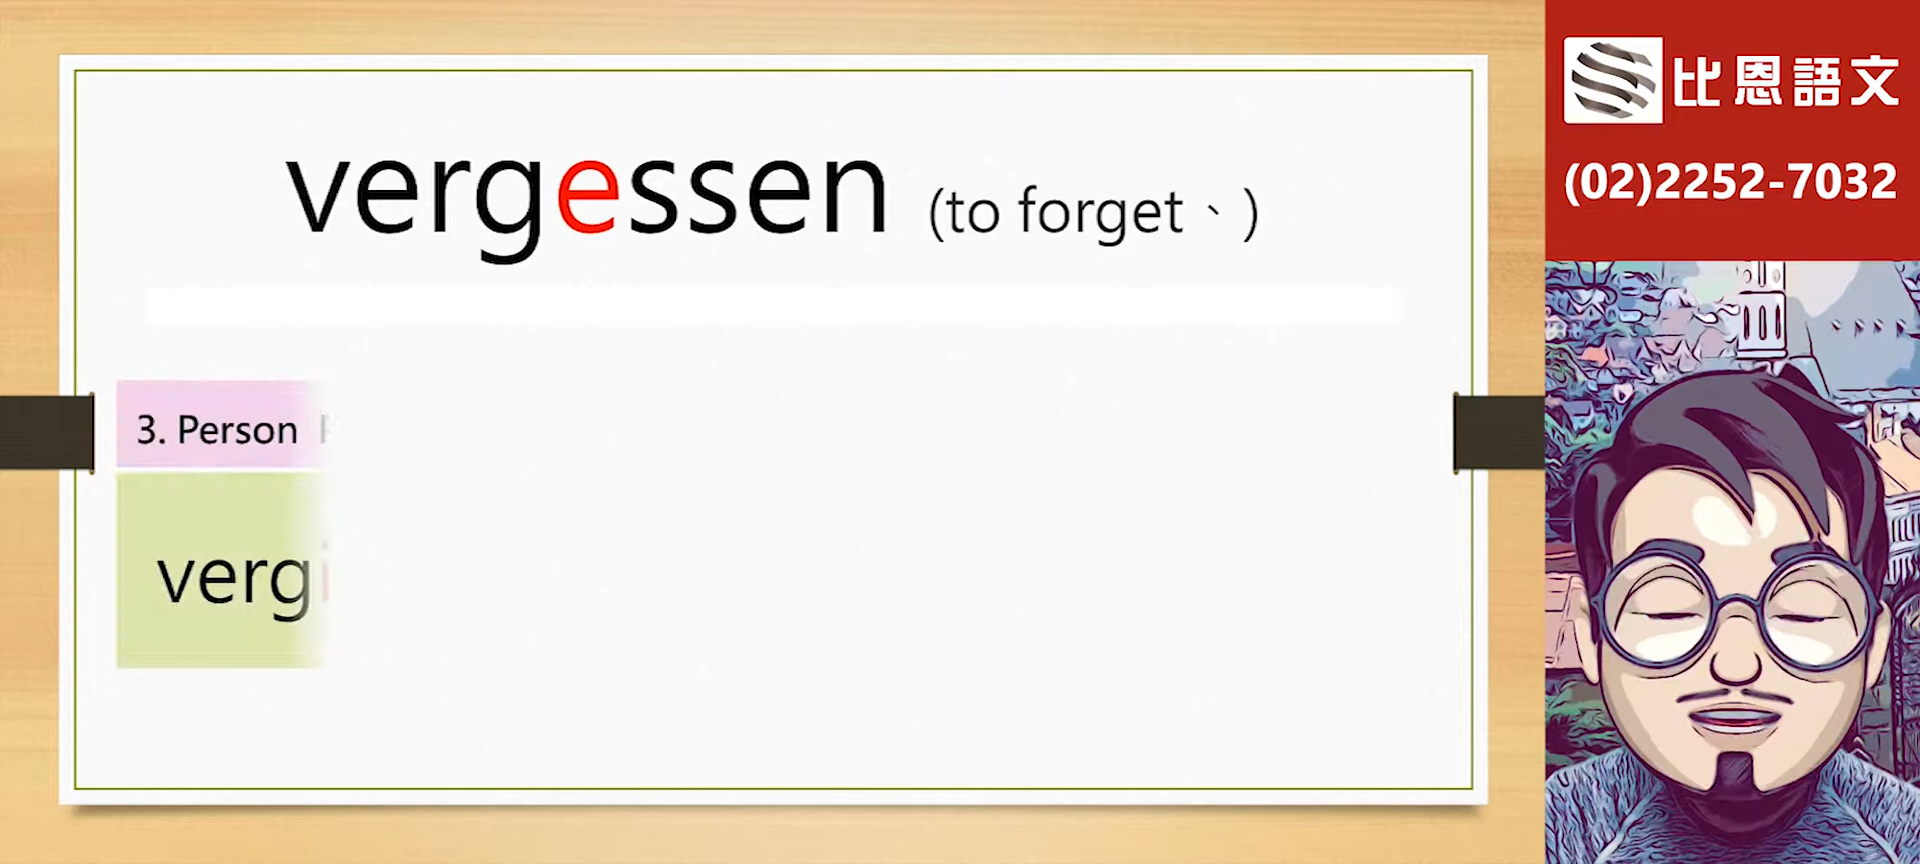 比恩語文
(02)2252-7032
vergessen (to forget、)
3. Person
verg